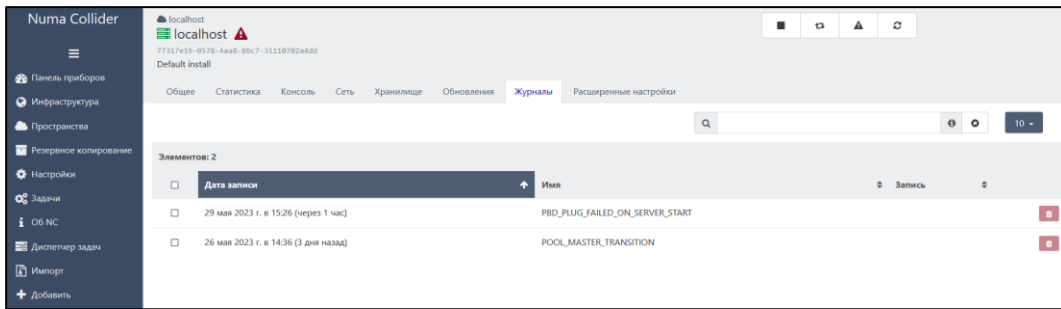 Numa Collider
Панель приборов
Инфраструктура
Пространства
Резервное копирование
Настройки
Задачи
Об NC
Диспетчер задач
Импорт
Добавить
localhost
localhost
77317e19-0578-4aa8-86c7-31110702a4dd
Default install
Общее Статистика Консоль Сеть Хранилище Обновления Журналы Расширенные настройки
10
Элементов: 2
Дата записи Имя Запись
29 мая 2023 г. в 15:26 (через 1 час) PBD_PLUG_FAILED_ON_SERVER_START
26 мая 2023 г. в 14:36 (3 дня назад) POOL_MASTER_TRANSITION